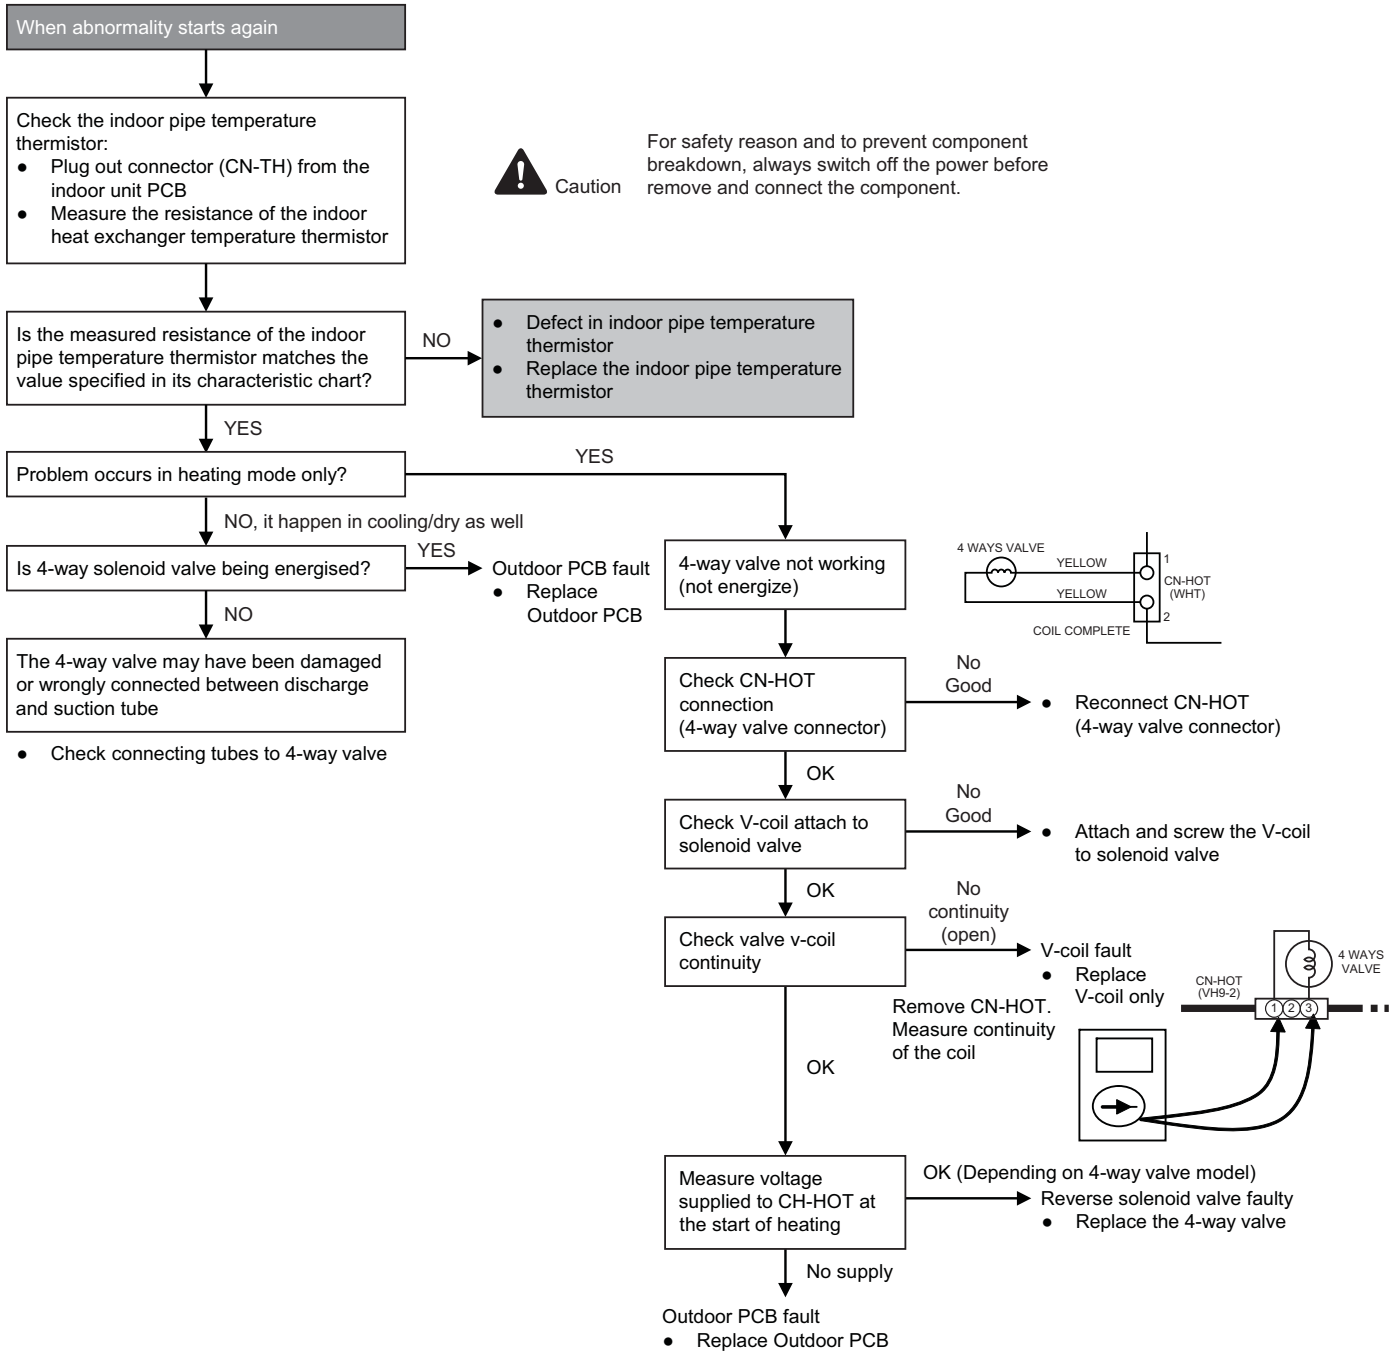 When abnormality starts again
Check the indoor pipe temperature
thermistor:
● Plug out connector (CN-TH) from the
indoor unit PCB
● Measure the resistance of the indoor
heat exchanger temperature thermistor
Caution
For safety reason and to prevent component
breakdown, always switch off the power before
remove and connect the component.
Is the measured resistance of the indoor
pipe temperature thermistor matches the
value specified in its characteristic chart?
NO
● Defect in indoor pipe temperature
thermistor
● Replace the indoor pipe temperature
thermistor
YES
Problem occurs in heating mode only?
YES
NO, it happen in cooling/dry as well
Is 4-way solenoid valve being energised?
YES
Outdoor PCB fault
● Replace
Outdoor PCB
NO
The 4-way valve may have been damaged
or wrongly connected between discharge
and suction tube
● Check connecting tubes to 4-way valve
4-way valve not working
(not energize)
4 WAYS VALVE
YELLOW
YELLOW
1
CN-HOT
(WHT)
2
COIL COMPLETE
Check CN-HOT
connection
(4-way valve connector)
No
Good
● Reconnect CN-HOT
(4-way valve connector)
OK
Check V-coil attach to
solenoid valve
No
Good
● Attach and screw the V-coil
to solenoid valve
OK
Check valve v-coil
continuity
No
continuity
(open)
V-coil fault
● Replace
V-coil only
Remove CN-HOT.
Measure continuity
of the coil
4 WAYS
VALVE
CN-HOT
(VH9-2)
1 2 3
OK
Measure voltage
supplied to CH-HOT at
the start of heating
OK (Depending on 4-way valve model)
Reverse solenoid valve faulty
● Replace the 4-way valve
No supply
Outdoor PCB fault
● Replace Outdoor PCB